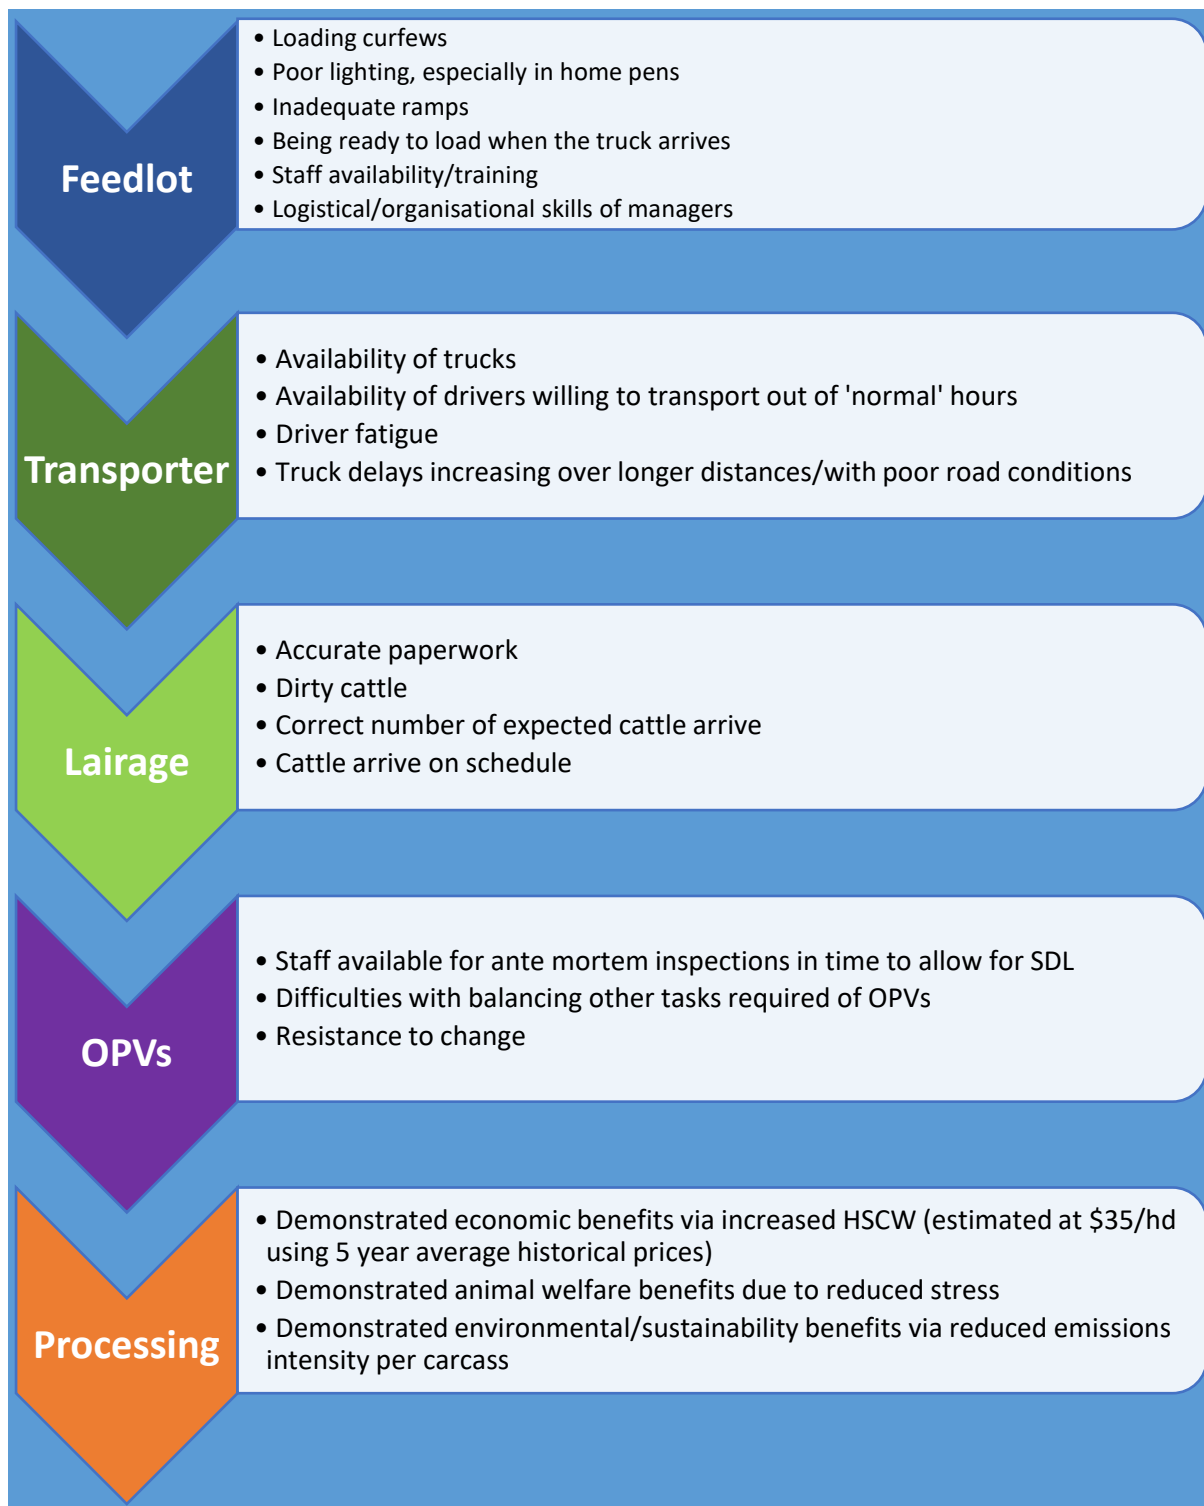 Feedlot
• Loading curfews
• Poor lighting, especially in home pens
• Inadequate ramps
• Being ready to load when the truck arrives
• Staff availability/training
• Logistical/organisational skills of managers
Transporter
• Availability of trucks
• Availability of drivers willing to transport out of 'normal' hours
• Driver fatigue
• Truck delays increasing over longer distances/with poor road conditions
Lairage
• Accurate paperwork
• Dirty cattle
• Correct number of expected cattle arrive
• Cattle arrive on schedule
OPVs
• Staff available for ante mortem inspections in time to allow for SDL
• Difficulties with balancing other tasks required of OPVs
• Resistance to change
Processing
• Demonstrated economic benefits via increased HSCW (estimated at $35/hd
using 5 year average historical prices)
• Demonstrated animal welfare benefits due to reduced stress
• Demonstrated environmental/sustainability benefits via reduced emissions
intensity per carcass